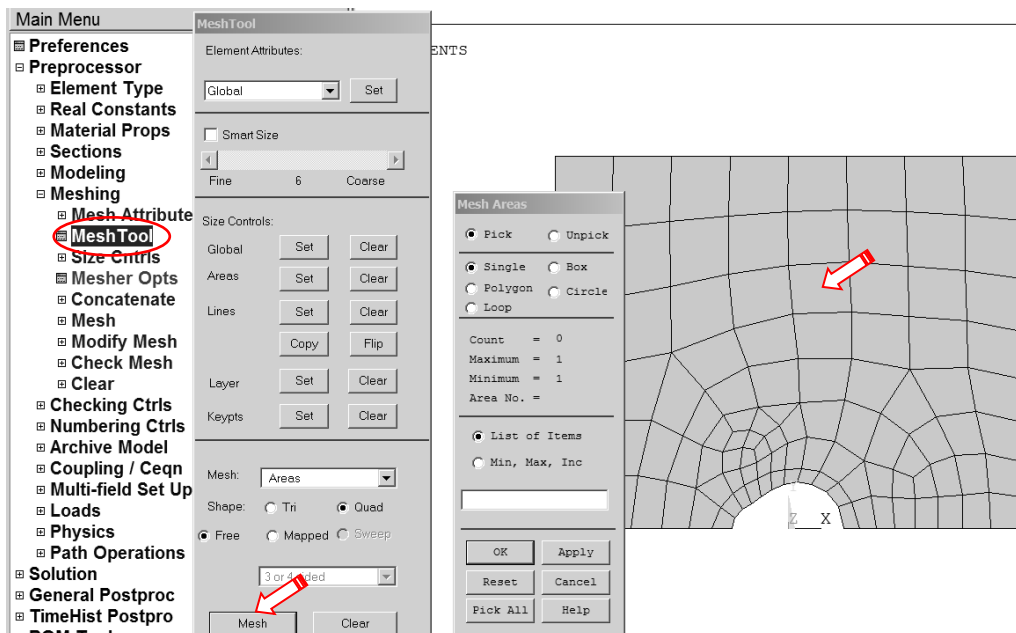 Main Menu
Preferences
Preprocessor
Element Type
Real Constants
Material Props
Sections
Modeling
Meshing
Mesh Attribute
MeshTool
Size Cntrls
Mesher Opts
Concatenate
Mesh
Modify Mesh
Check Mesh
Clear
Checking Ctrls
Numbering Ctrls
Archive Model
Coupling / Ceqn
Multi-field Set Up
Loads
Physics
Path Operations
Solution
General Postproc
TimeHist Postpro
MeshTool
Element Attributes:
Global Set
Smart Size
Fine 6 Coarse
Size Controls:
Global Set Clear
Areas Set Clear
Lines Set Clear
Copy Flip
Layer Set Clear
Keypts Set Clear
Mesh: Areas
Shape: Tri Quad
Free Mapped Sweep
3 or 4 sided
Mesh Clear
ENTS
Mesh Areas
Pick Unpick
Single Box
Polygon Circle
Loop
Count = 0
Maximum = 1
Minimum = 1
Area No. =
List of Items
Min, Max, Inc
OK Apply
Reset Cancel
Pick All Help
Z X